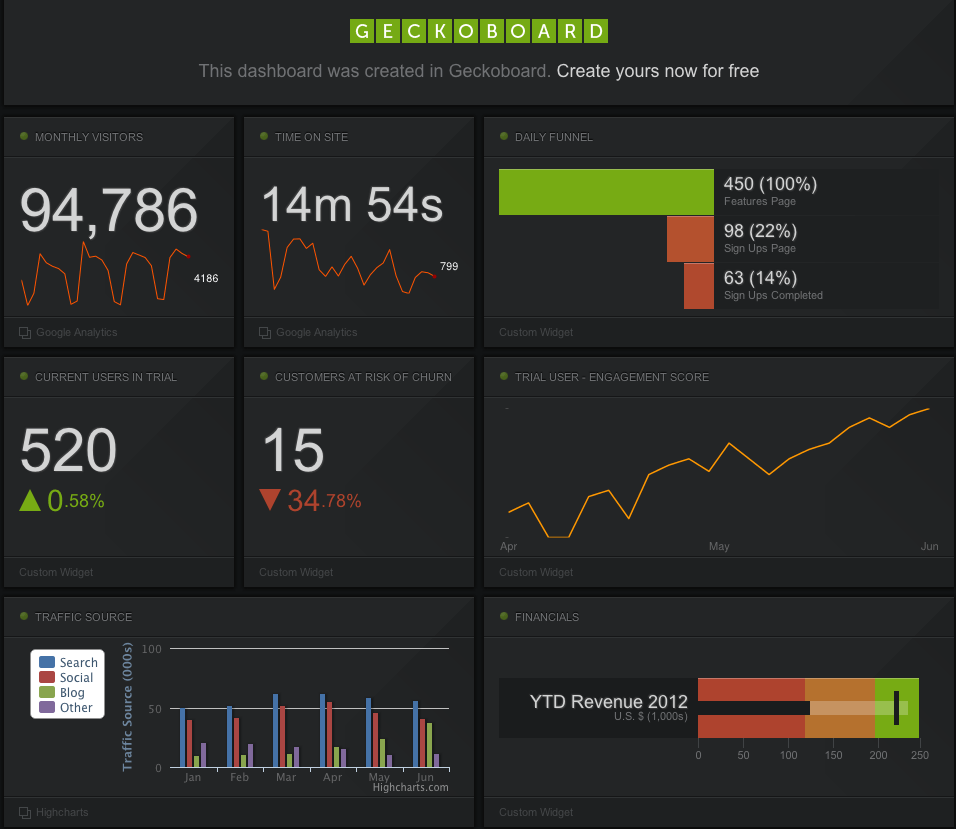 GECKOBOARD
This dashboard was created in Geckoboard. Create yours now for free
MONTHLY VISITORS
94,786
4186
Google Analytics
TIME ON SITE
14m 54s
799
Google Analytics
DAILY FUNNEL
450 (100%)
Features Page
98 (22%)
Sign Ups Page
63 (14%)
Sign Ups Completed
Custom Widget
CURRENT USERS IN TRIAL
520
0.58%
Custom Widget
CUSTOMERS AT RISK OF CHURN
15
34.78%
Custom Widget
TRIAL USER - ENGAGEMENT SCORE
Apr May Jun
Custom Widget
TRAFFIC SOURCE
Search
Social
Blog
Other
Traffic Source (000s)
100
50
0
Jan Feb Mar Apr May Jun
Highcharts.com
Highcharts
FINANCIALS
YTD Revenue 2012
U.S. $ (1,000s)
0 50 100 150 200 250
Custom Widget